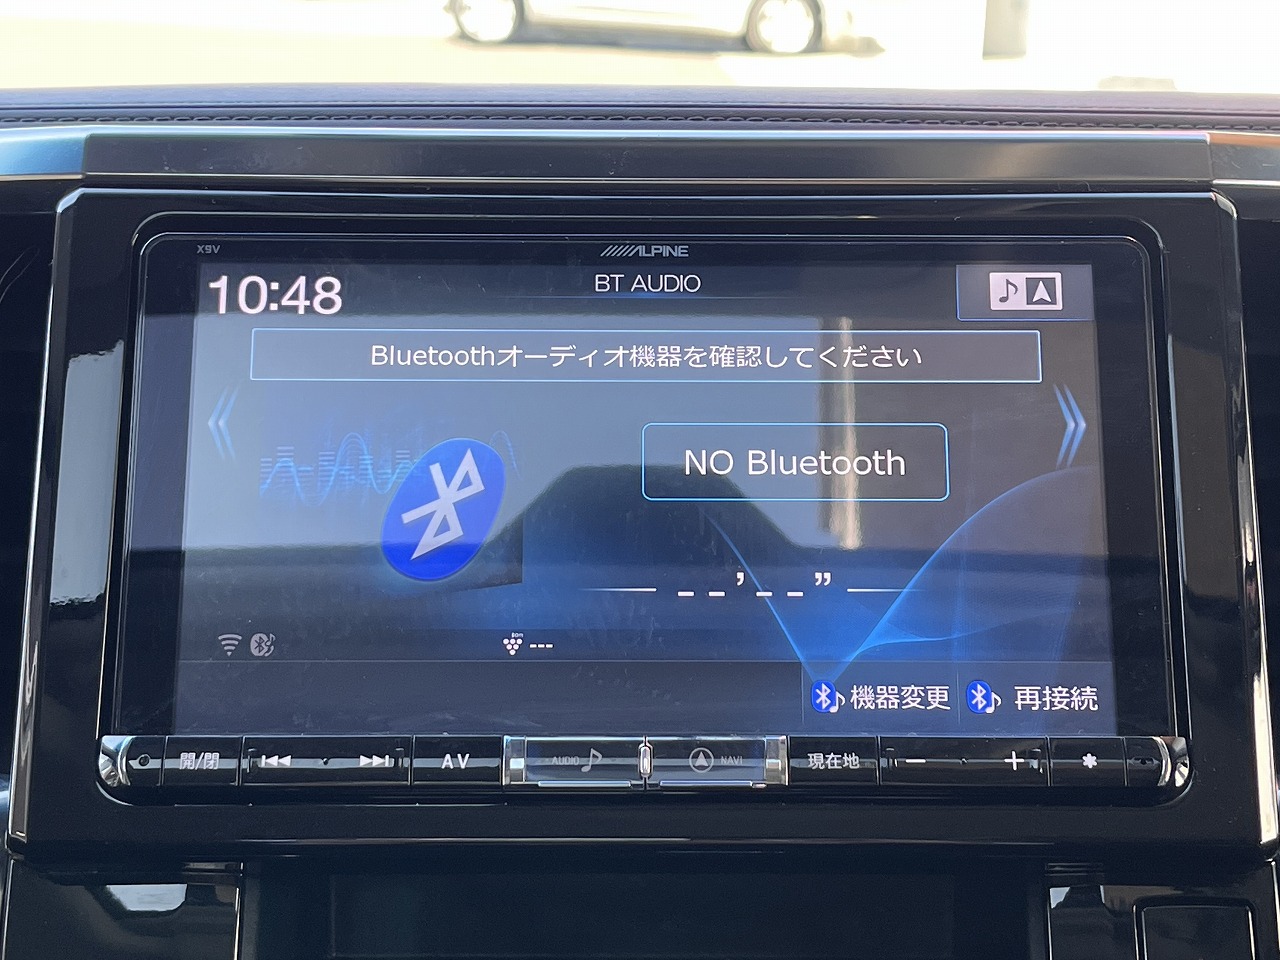 X9V
ALPINE
10:48
BT AUDIO
Bluetoothオーディオ機器を確認してください
NO Bluetooth
--'--”
---
機器変更
再接続
開/閉
AV
AUDIO
NAVI
現在地
－
＋
*